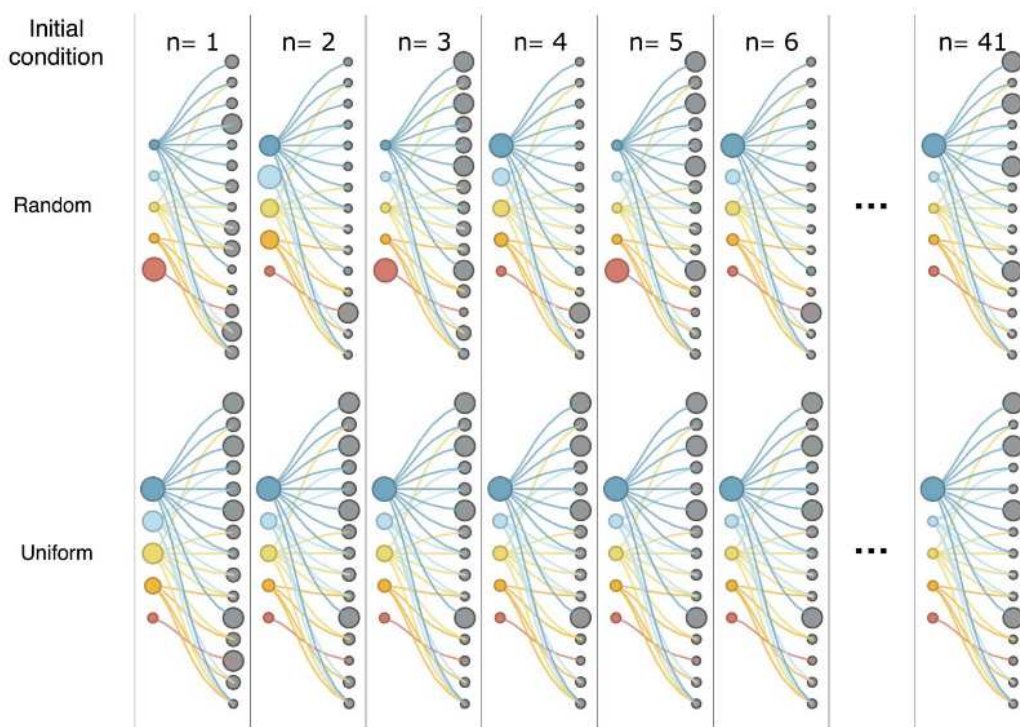 Initial
condition
n= 1 n= 2 n= 3 n= 4 n= 5 n= 6 n= 41
Random ...
Uniform ...